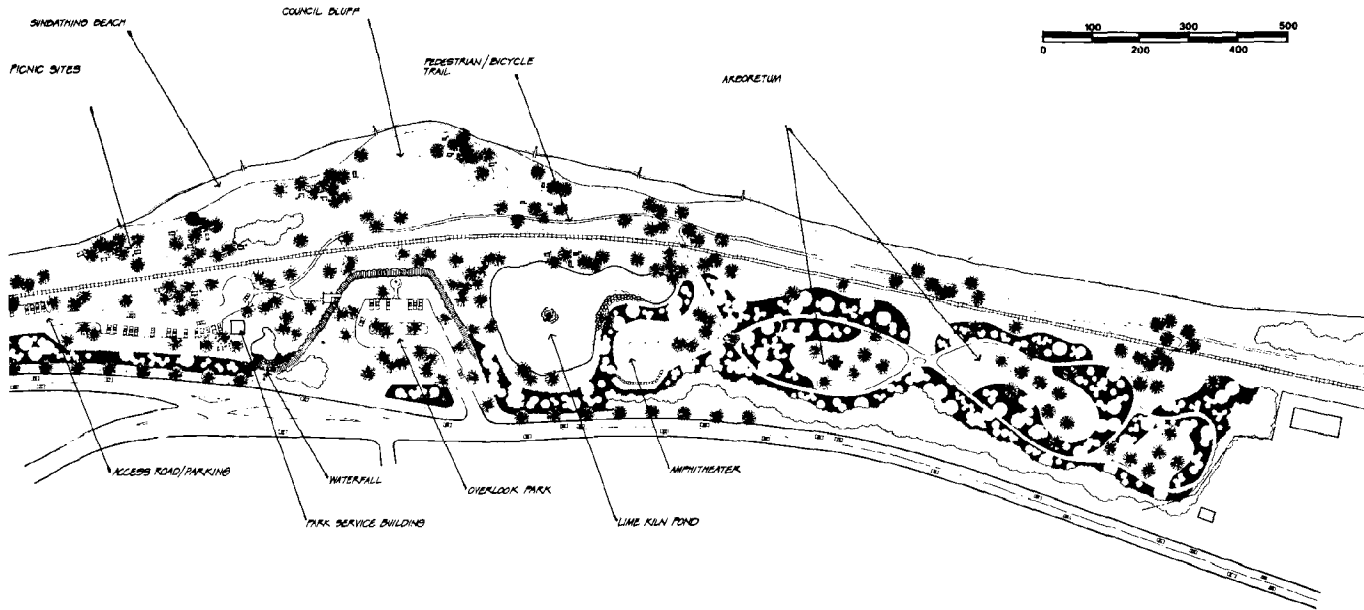 COUNCIL BLUFF
SUNBATHING BEACH
100 300 500
0 200 400
PEDESTRIAN/BICYCLE
TRAIL
PICNIC SITES
ARBORETUM
ACCESS ROAD/PARKING
WATERFALL
OVERLOOK PARK
AMPHITHEATER
PARK SERVICE BUILDING
LIME KILN POND